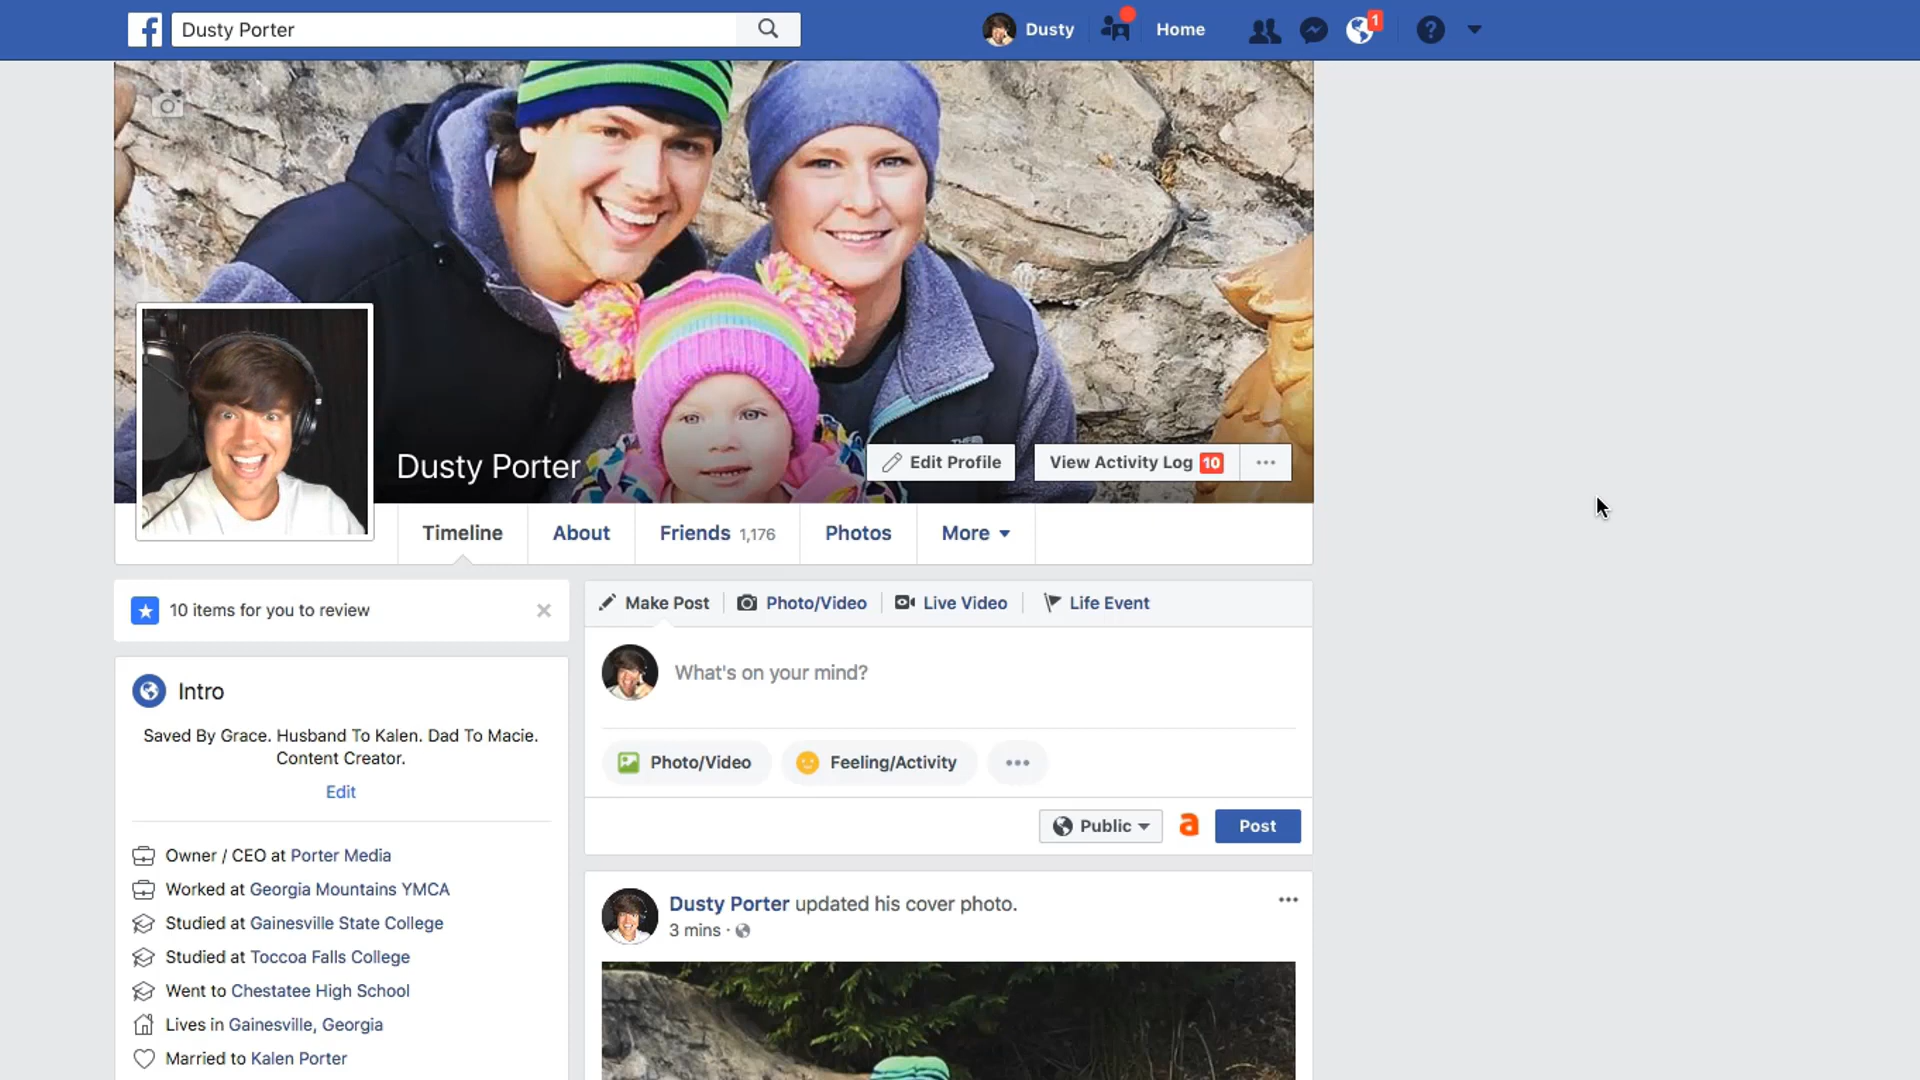 Dusty Porter
Dusty
Home
1
Dusty Porter
Edit Profile
View Activity Log 10
Timeline
About
Friends 1,176
Photos
More
10 items for you to review
Intro
Saved By Grace. Husband To Kalen. Dad To Macie.
Content Creator.
Edit
Owner / CEO at Porter Media
Worked at Georgia Mountains YMCA
Studied at Gainesville State College
Studied at Toccoa Falls College
Went to Chestatee High School
Lives in Gainesville, Georgia
Married to Kalen Porter
Make Post
Photo/Video
Live Video
Life Event
What's on your mind?
Photo/Video
Feeling/Activity
Public
a
Post
Dusty Porter updated his cover photo.
3 mins ·